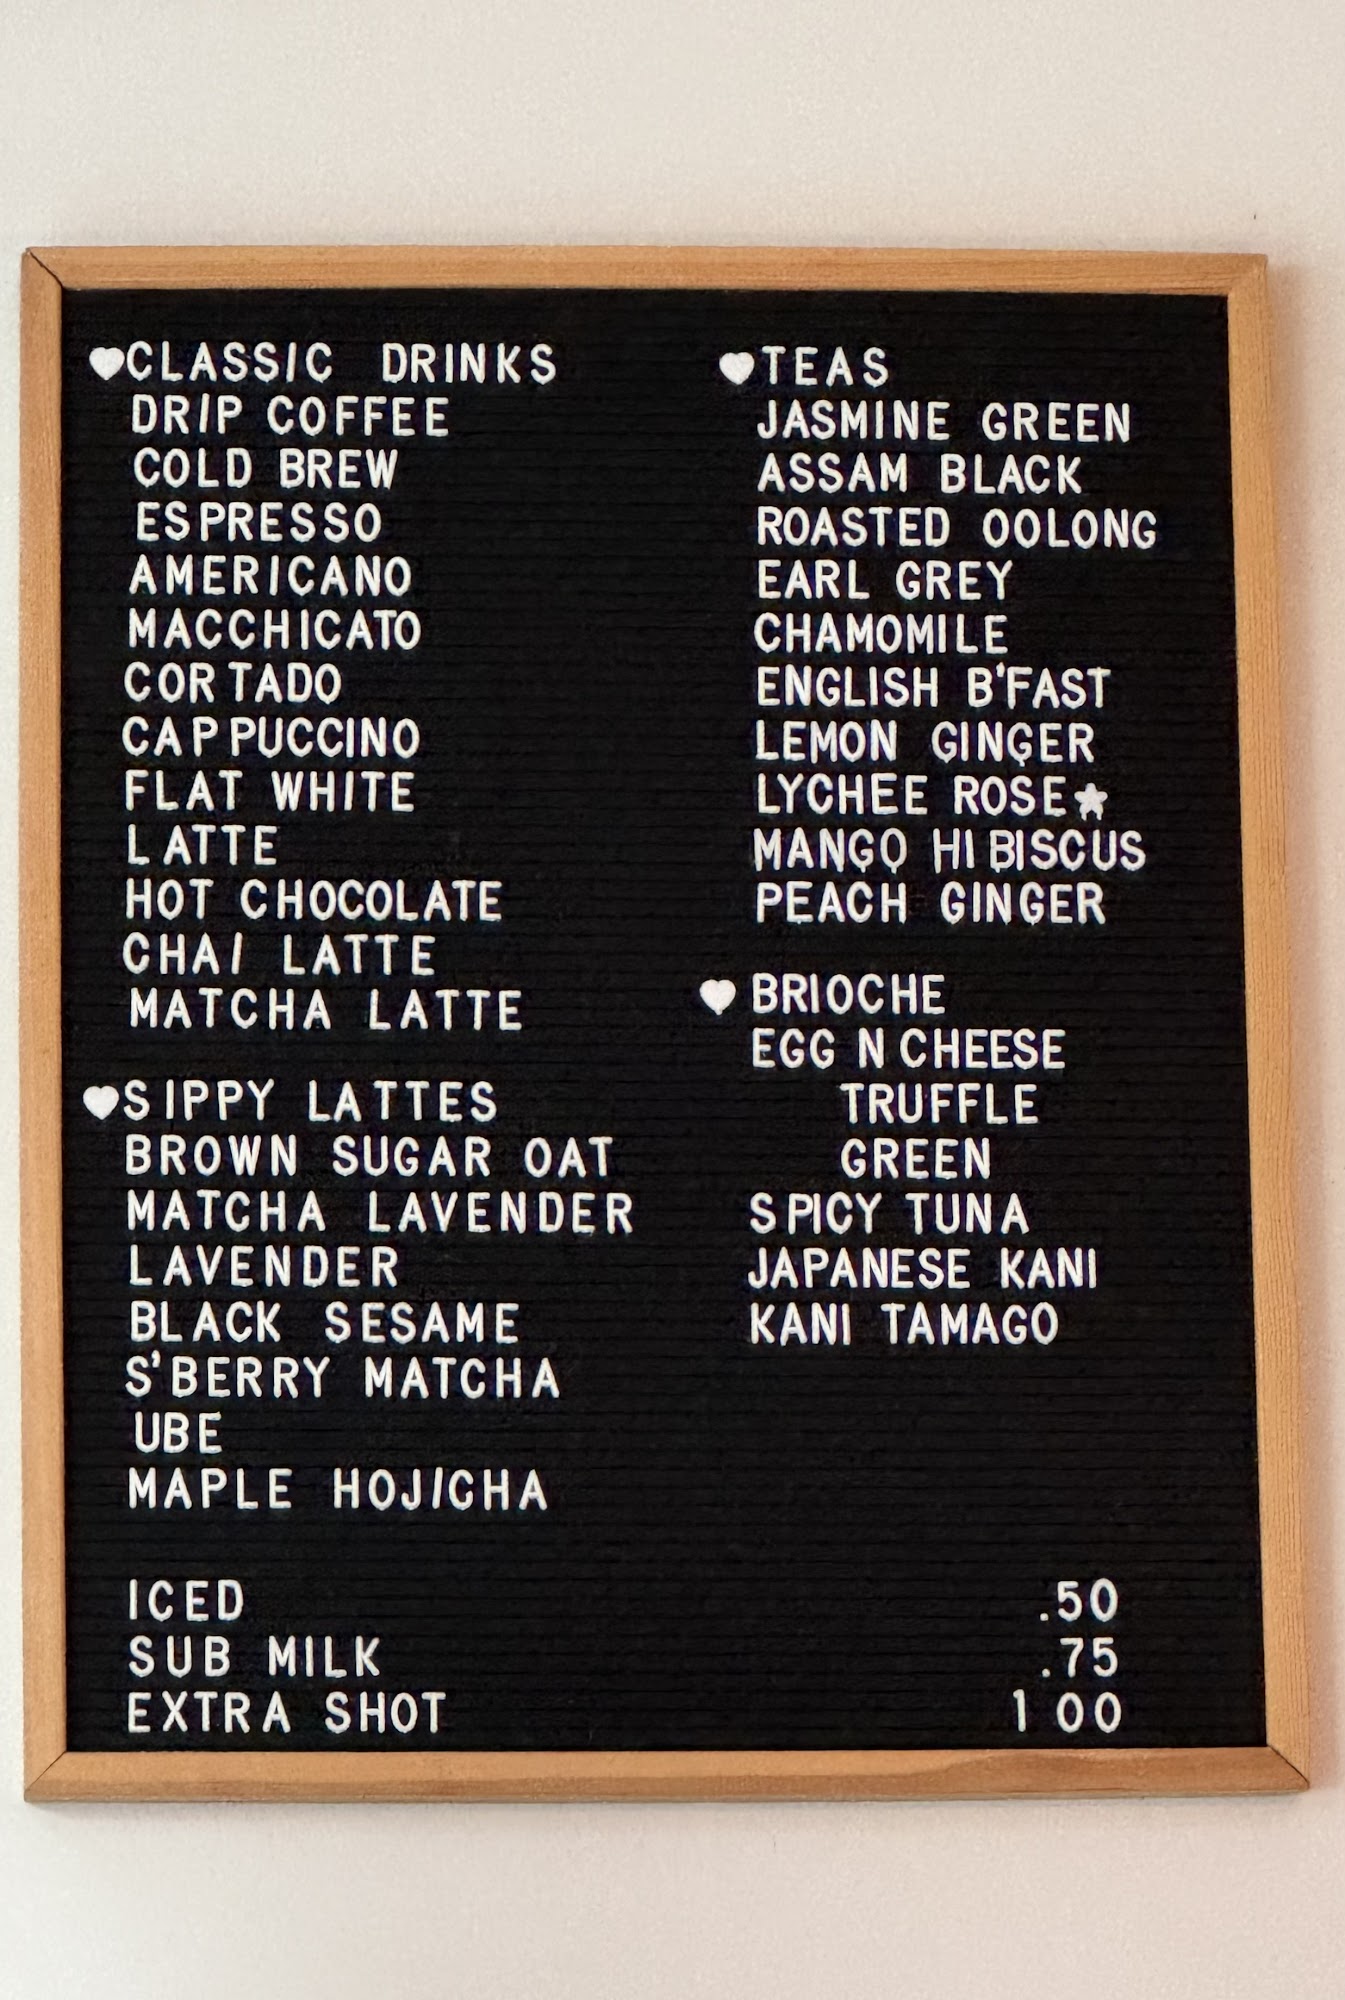 CLASSIC DRINKS
DRIP COFFEE
COLD BREW
ESPRESSO
AMERICANO
MACCHICATO
CORTADO
CAPPUCCINO
FLAT WHITE
LATTE
HOT CHOCOLATE
CHAI LATTE
MATCHA LATTE
SIPPY LATTES
BROWN SUGAR OAT
MATCHA LAVENDER
LAVENDER
BLACK SESAME
S'BERRY MATCHA
UBE
MAPLE HOJICHA
TEAS
JASMINE GREEN
ASSAM BLACK
ROASTED OOLONG
EARL GREY
CHAMOMILE
ENGLISH B'FAST
LEMON GINGER
LYCHEE ROSE
MANGO HIBISCUS
PEACH GINGER
BRIOCHE
EGG N CHEESE
TRUFFLE
GREEN
SPICY TUNA
JAPANESE KANI
KANI TAMAGO
ICED .50
SUB MILK .75
EXTRA SHOT 1 00